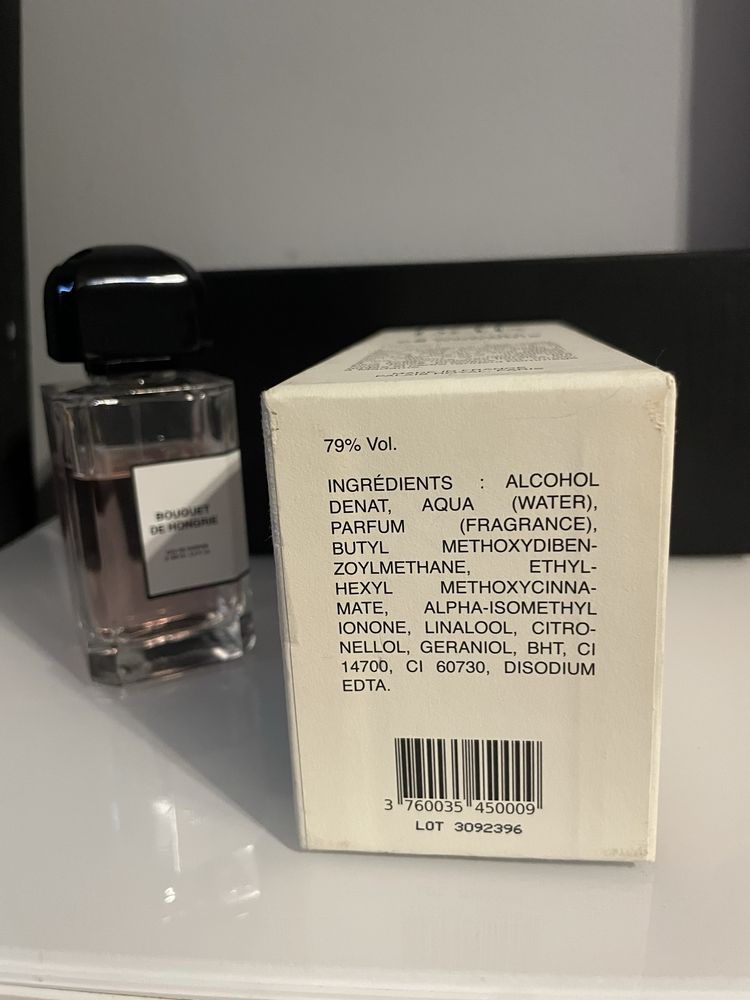 BOUQUET
DE HONGRIE
79% Vol.
INGRÉDIENTS : ALCOHOL
DENAT, AQUA (WATER),
PARFUM (FRAGRANCE),
BUTYL METHOXYDIBEN-
ZOYLMETHANE, ETHYL-
HEXYL METHOXYCINNA-
MATE, ALPHA-ISOMETHYL
IONONE, LINALOOL, CITRO-
NELLOL, GERANIOL, BHT, CI
14700, CI 60730, DISODIUM
EDTA.
3 760035 450009
LOT 3092396